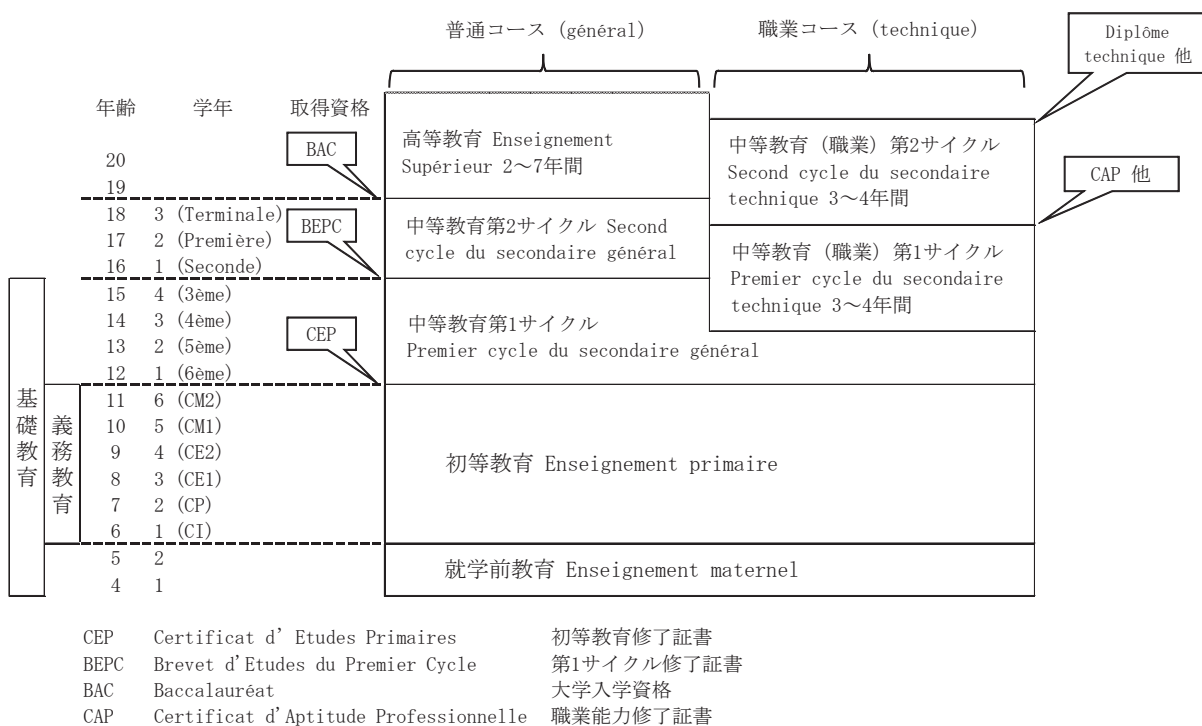 普通コース (général)
職業コース (technique)
Diplôme
technique 他
年齢 学年 取得資格
BAC
高等教育 Enseignement
Supérieur 2～7年間
中等教育（職業）第2サイクル
Second cycle du secondaire
technique 3～4年間
CAP 他
20
19
18 3 (Terminale)
17 2 (Première)
16 1 (Seconde)
BEPC
中等教育第2サイクル Second
cycle du secondaire général
中等教育（職業）第1サイクル
Premier cycle du secondaire
technique 3～4年間
15 4 (3ème)
14 3 (4ème)
13 2 (5ème)
12 1 (6ème)
CEP
中等教育第1サイクル
Premier cycle du secondaire général
基礎教育
義務教育
11 6 (CM2)
10 5 (CM1)
9 4 (CE2)
8 3 (CE1)
7 2 (CP)
6 1 (CI)
初等教育 Enseignement primaire
5 2
4 1
就学前教育 Enseignement maternel
CEP Certificat d' Etudes Primaires 初等教育修了証書
BEPC Brevet d'Etudes du Premier Cycle 第1サイクル修了証書
BAC Baccalauréat 大学入学資格
CAP Certificat d'Aptitude Professionnelle 職業能力修了証書